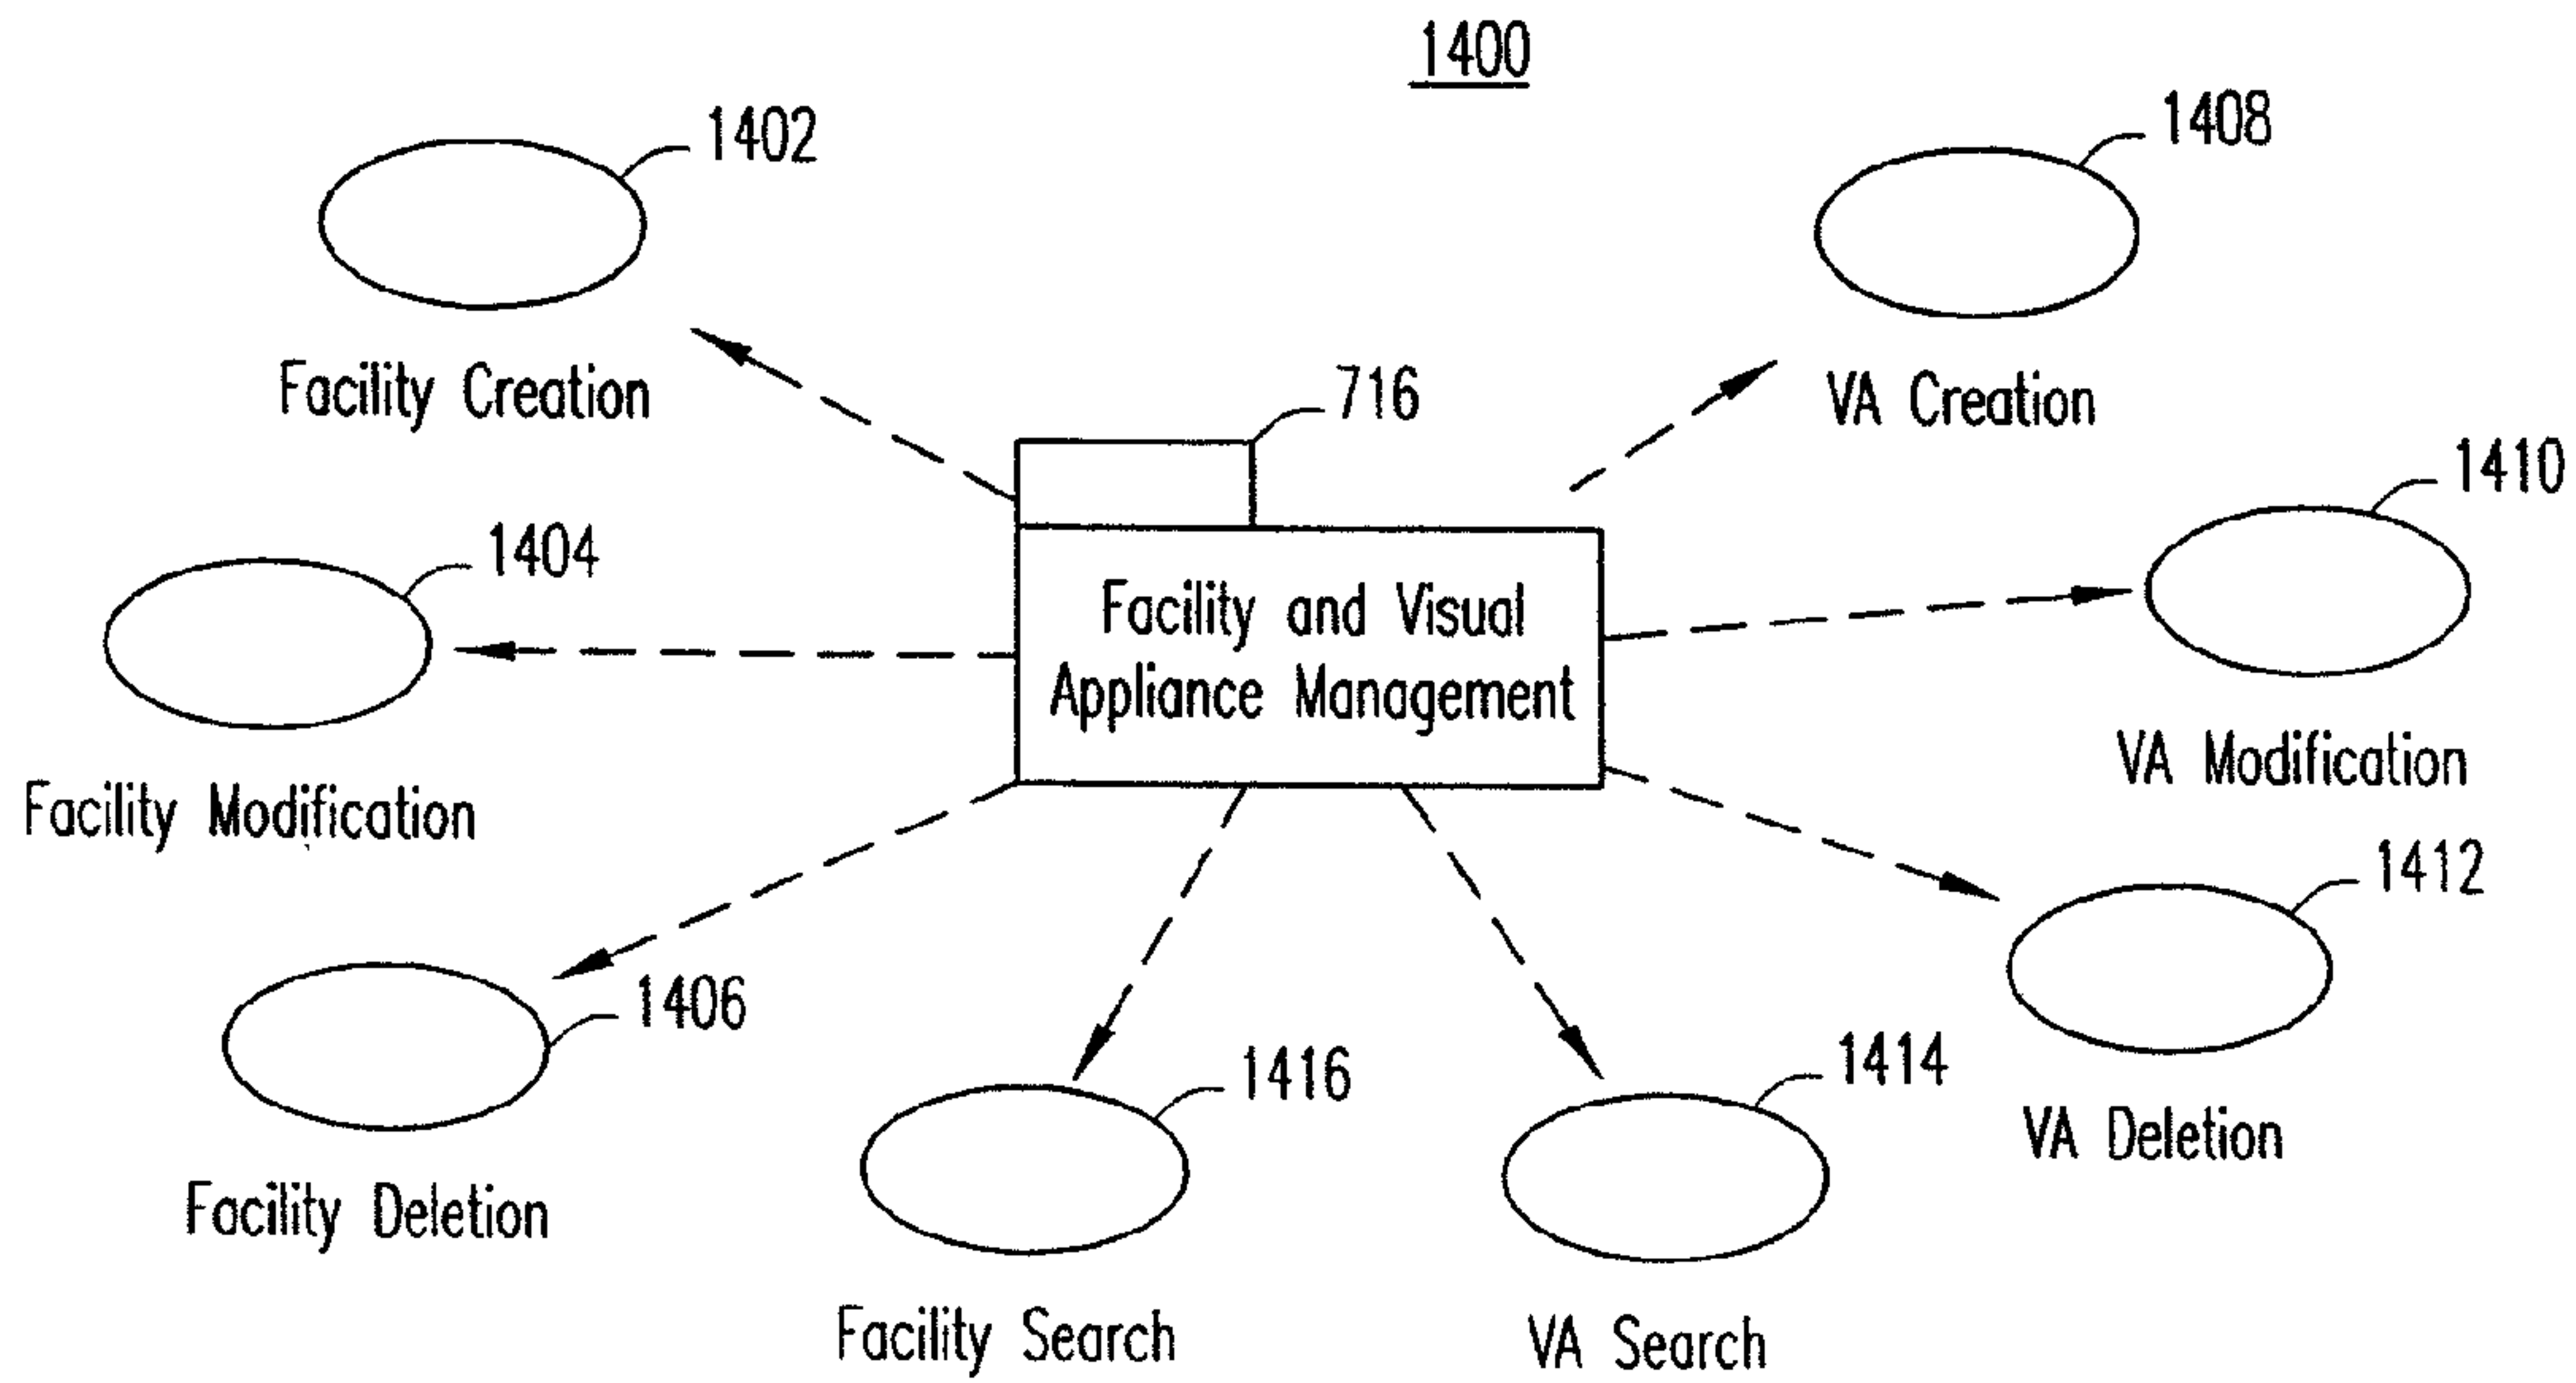 1400
1402
1408
Facility Creation
716
VA Creation
1410
1404
Facility and Visual
Appliance Management
VA Modification
Facility Modification
1412
1406
1416
1414
VA Deletion
Facility Deletion
Facility Search
VA Search